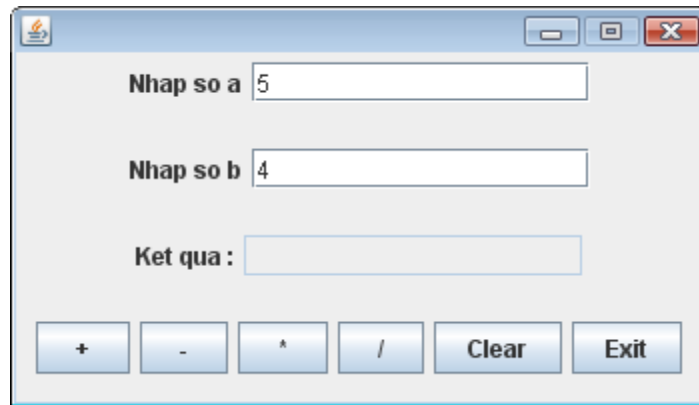 Nhap so a 5
Nhap so b 4
Ket qua :
+ - * / Clear Exit